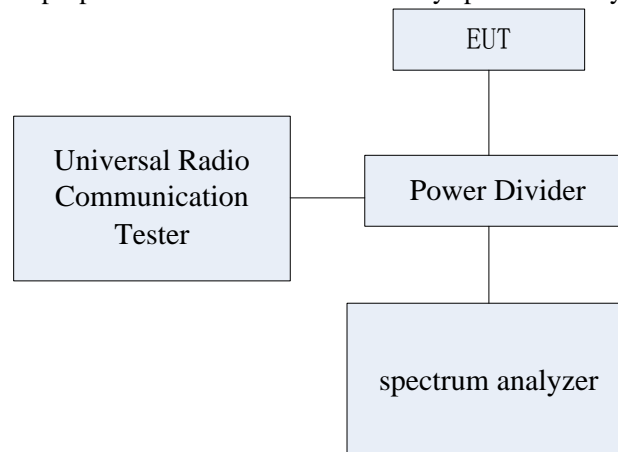 EUT
Universal Radio
Communication
Tester
Power Divider
spectrum analyzer